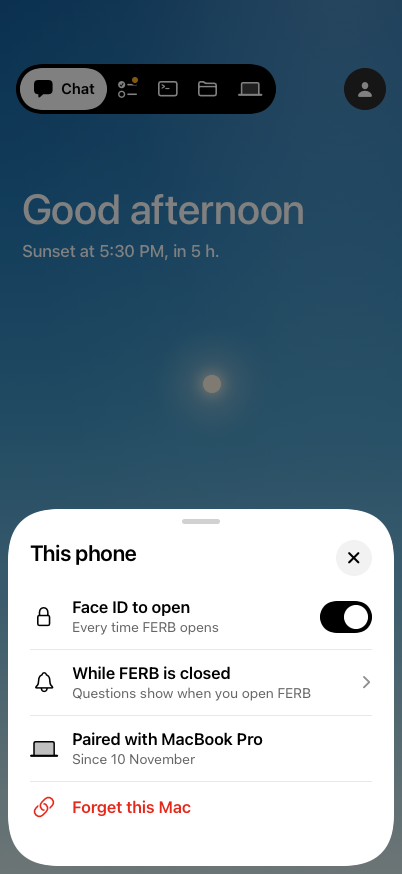 Chat
Good afternoon
Sunset at 5:30 PM, in 5 h.
This phone
Face ID to open
Every time FERB opens
While FERB is closed
Questions show when you open FERB
Paired with MacBook Pro
Since 10 November
Forget this Mac